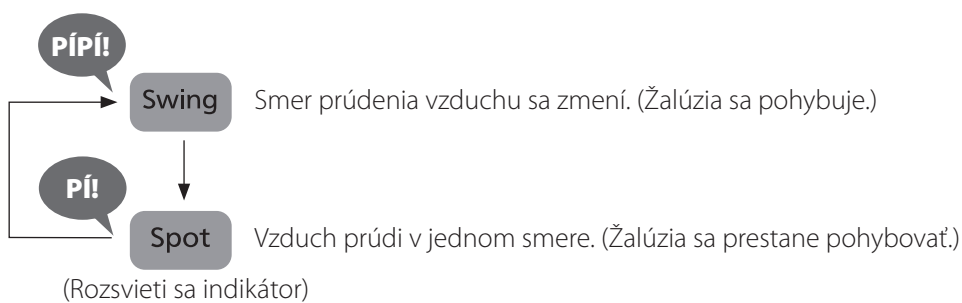 PÍPÍ!
Swing Smer prúdenia vzduchu sa zmení. (Žalúzia sa pohybuje.)
PÍ!
Spot Vzduch prúdi v jednom smere. (Žalúzia sa prestane pohybovať.)
(Rozsvieti sa indikátor)